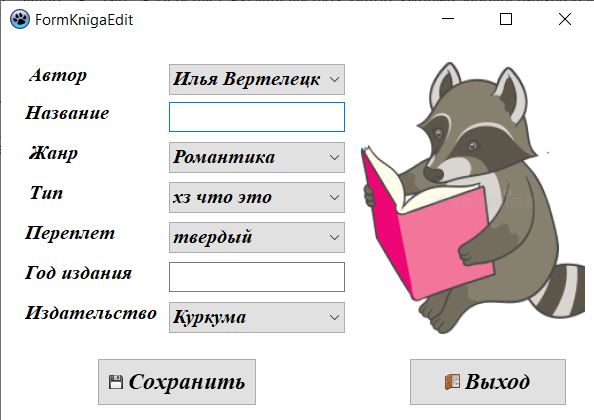 FormKnigaEdit
Автор
Илья Вертелецк
Название
Жанр
Романтика
Тип
хз что это
Переплет
твердый
Год издания
Издательство
Куркума
Сохранить
Выход